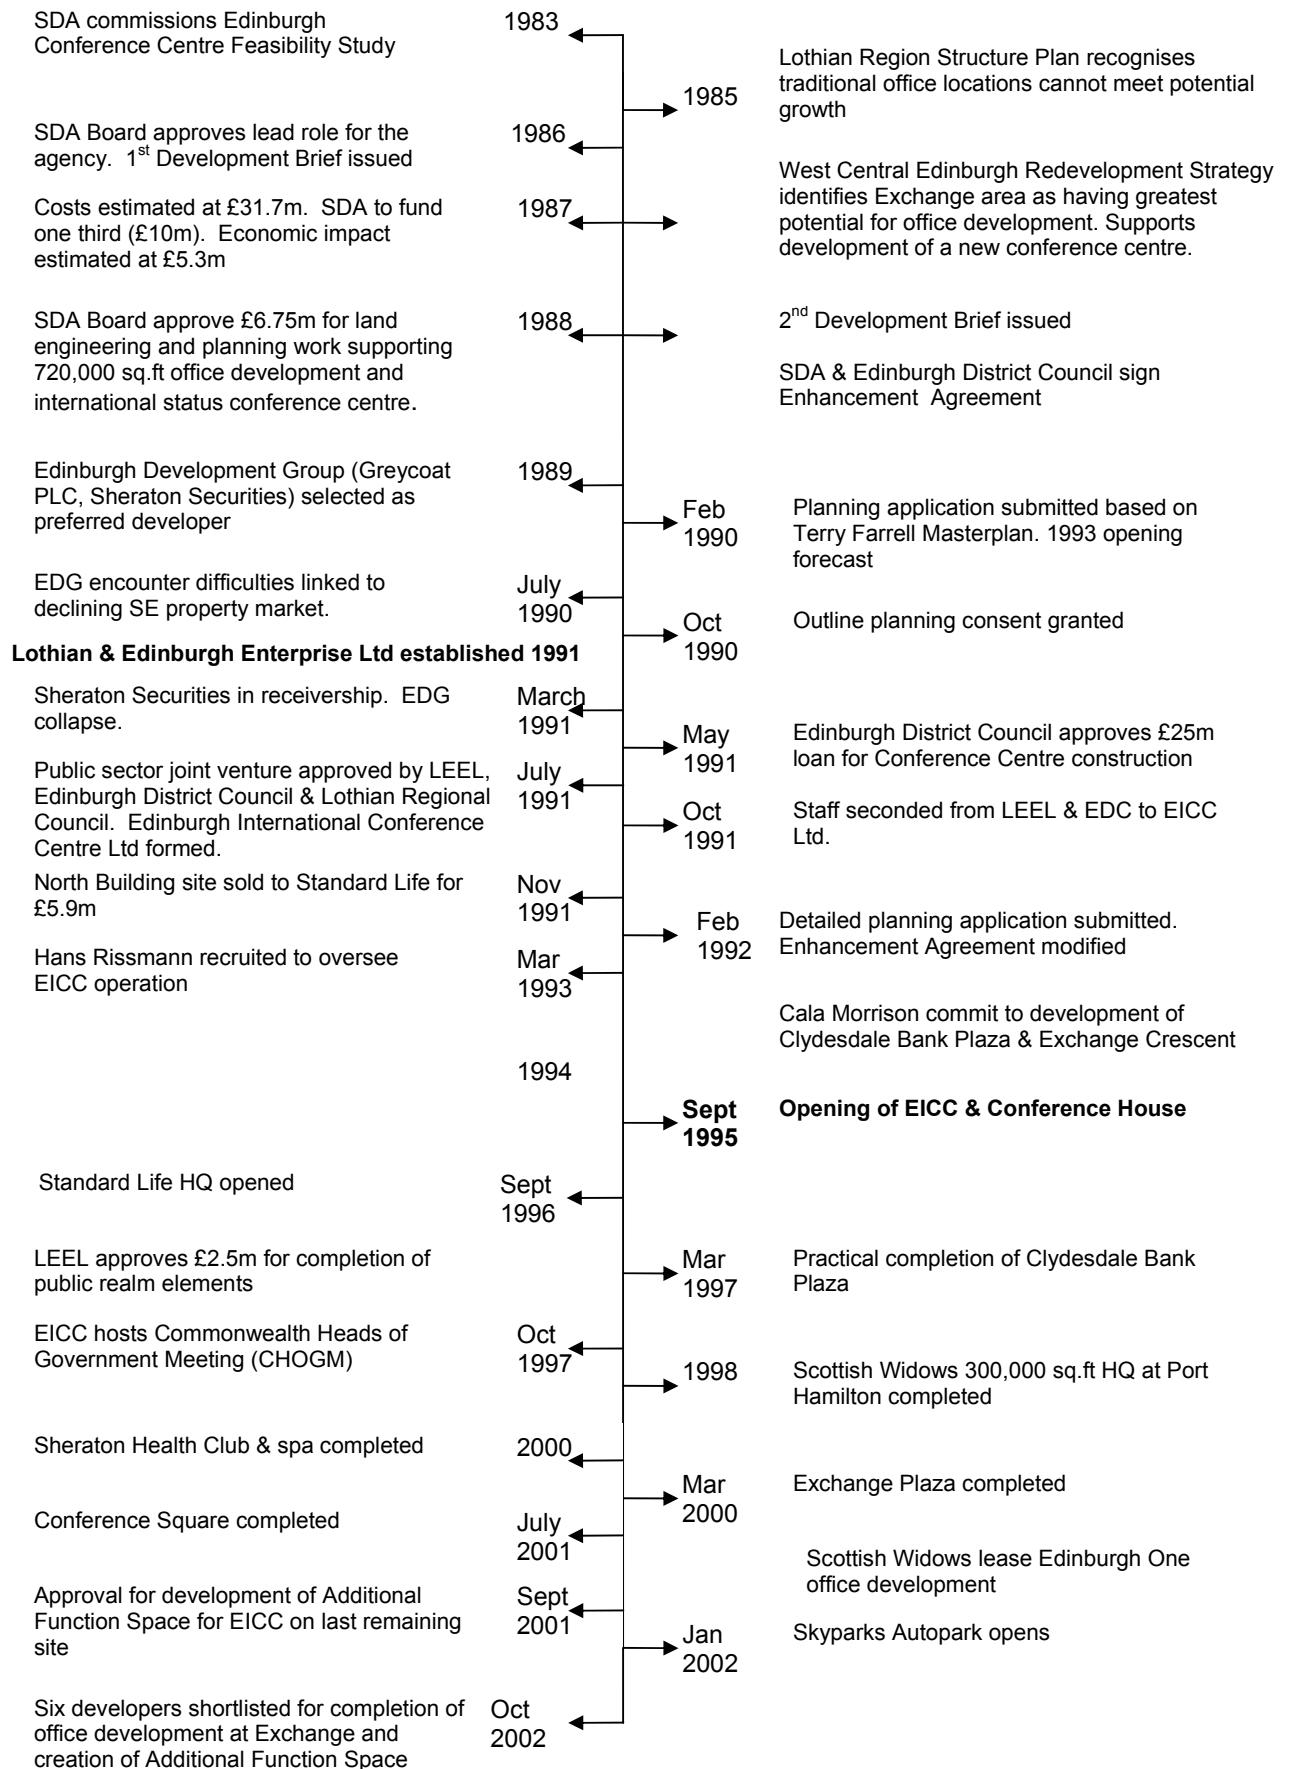 SDA commissions Edinburgh
Conference Centre Feasibility Study
1983
Lothian Region Structure Plan recognises
traditional office locations cannot meet potential
growth
1985
SDA Board approves lead role for the
agency. 1st Development Brief issued
1986
West Central Edinburgh Redevelopment Strategy
identifies Exchange area as having greatest
potential for office development. Supports
development of a new conference centre.
Costs estimated at £31.7m. SDA to fund
one third (£10m). Economic impact
estimated at £5.3m
1987
SDA Board approve £6.75m for land
engineering and planning work supporting
720,000 sq.ft office development and
international status conference centre.
1988
2nd Development Brief issued
SDA & Edinburgh District Council sign
Enhancement Agreement
Edinburgh Development Group (Greycoat
PLC, Sheraton Securities) selected as
preferred developer
1989
Feb
1990
Planning application submitted based on
Terry Farrell Masterplan. 1993 opening
forecast
EDG encounter difficulties linked to
declining SE property market.
July
1990
Oct
1990
Outline planning consent granted
Lothian & Edinburgh Enterprise Ltd established 1991
Sheraton Securities in receivership. EDG
collapse.
March
1991
May
1991
Edinburgh District Council approves £25m
loan for Conference Centre construction
Public sector joint venture approved by LEEL,
Edinburgh District Council & Lothian Regional
Council. Edinburgh International Conference
Centre Ltd formed.
July
1991
Oct
1991
Staff seconded from LEEL & EDC to EICC
Ltd.
North Building site sold to Standard Life for
£5.9m
Nov
1991
Feb
1992
Detailed planning application submitted.
Enhancement Agreement modified
Hans Rissmann recruited to oversee
EICC operation
Mar
1993
Cala Morrison commit to development of
Clydesdale Bank Plaza & Exchange Crescent
1994
Sept
1995
Opening of EICC & Conference House
Standard Life HQ opened
Sept
1996
LEEL approves £2.5m for completion of
public realm elements
Mar
1997
Practical completion of Clydesdale Bank
Plaza
EICC hosts Commonwealth Heads of
Government Meeting (CHOGM)
Oct
1997
1998
Scottish Widows 300,000 sq.ft HQ at Port
Hamilton completed
Sheraton Health Club & spa completed
2000
Mar
2000
Exchange Plaza completed
Conference Square completed
July
2001
Scottish Widows lease Edinburgh One
office development
Approval for development of Additional
Function Space for EICC on last remaining
site
Sept
2001
Jan
2002
Skyparks Autopark opens
Six developers shortlisted for completion of
office development at Exchange and
creation of Additional Function Space
Oct
2002